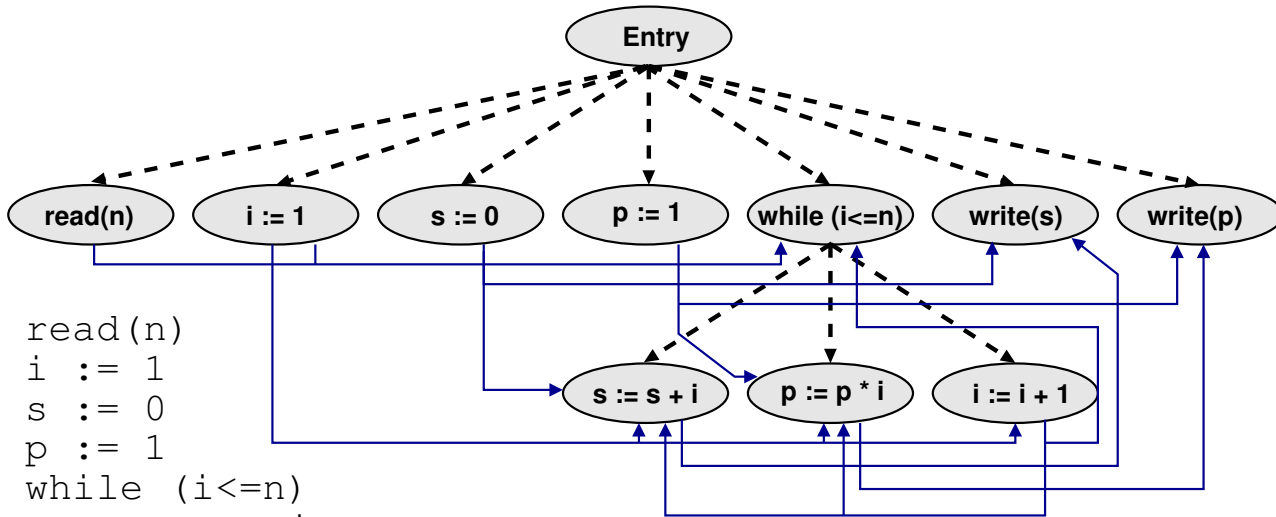 Entry
read(n)
i := 1
s := 0
p := 1
while (i<=n)
write(s)
write(p)
s := s + i
p := p * i
i := i + 1
read(n)
i := 1
s := 0
p := 1
while (i<=n)